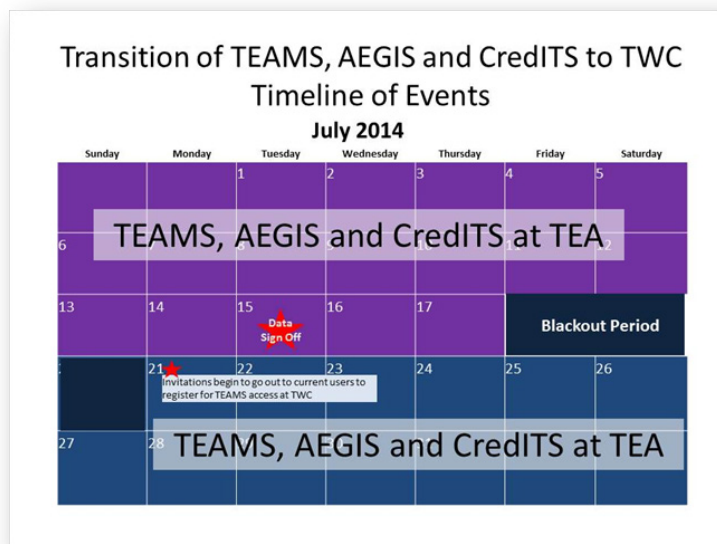 Transition of TEAMS, AEGIS and CredITS to TWC
Timeline of Events
July 2014
Sunday Monday Tuesday Wednesday Thursday Friday Saturday
1 2 3 4 5
TEAMS, AEGIS and CredITS at TEA
6
13 14 15 16 17
Data
Sign Off
Blackout Period
21 22 23 24 25 26
Invitations begin to go out to current users to
register for TEAMS access at TWC
27 28
TEAMS, AEGIS and CredITS at TEA